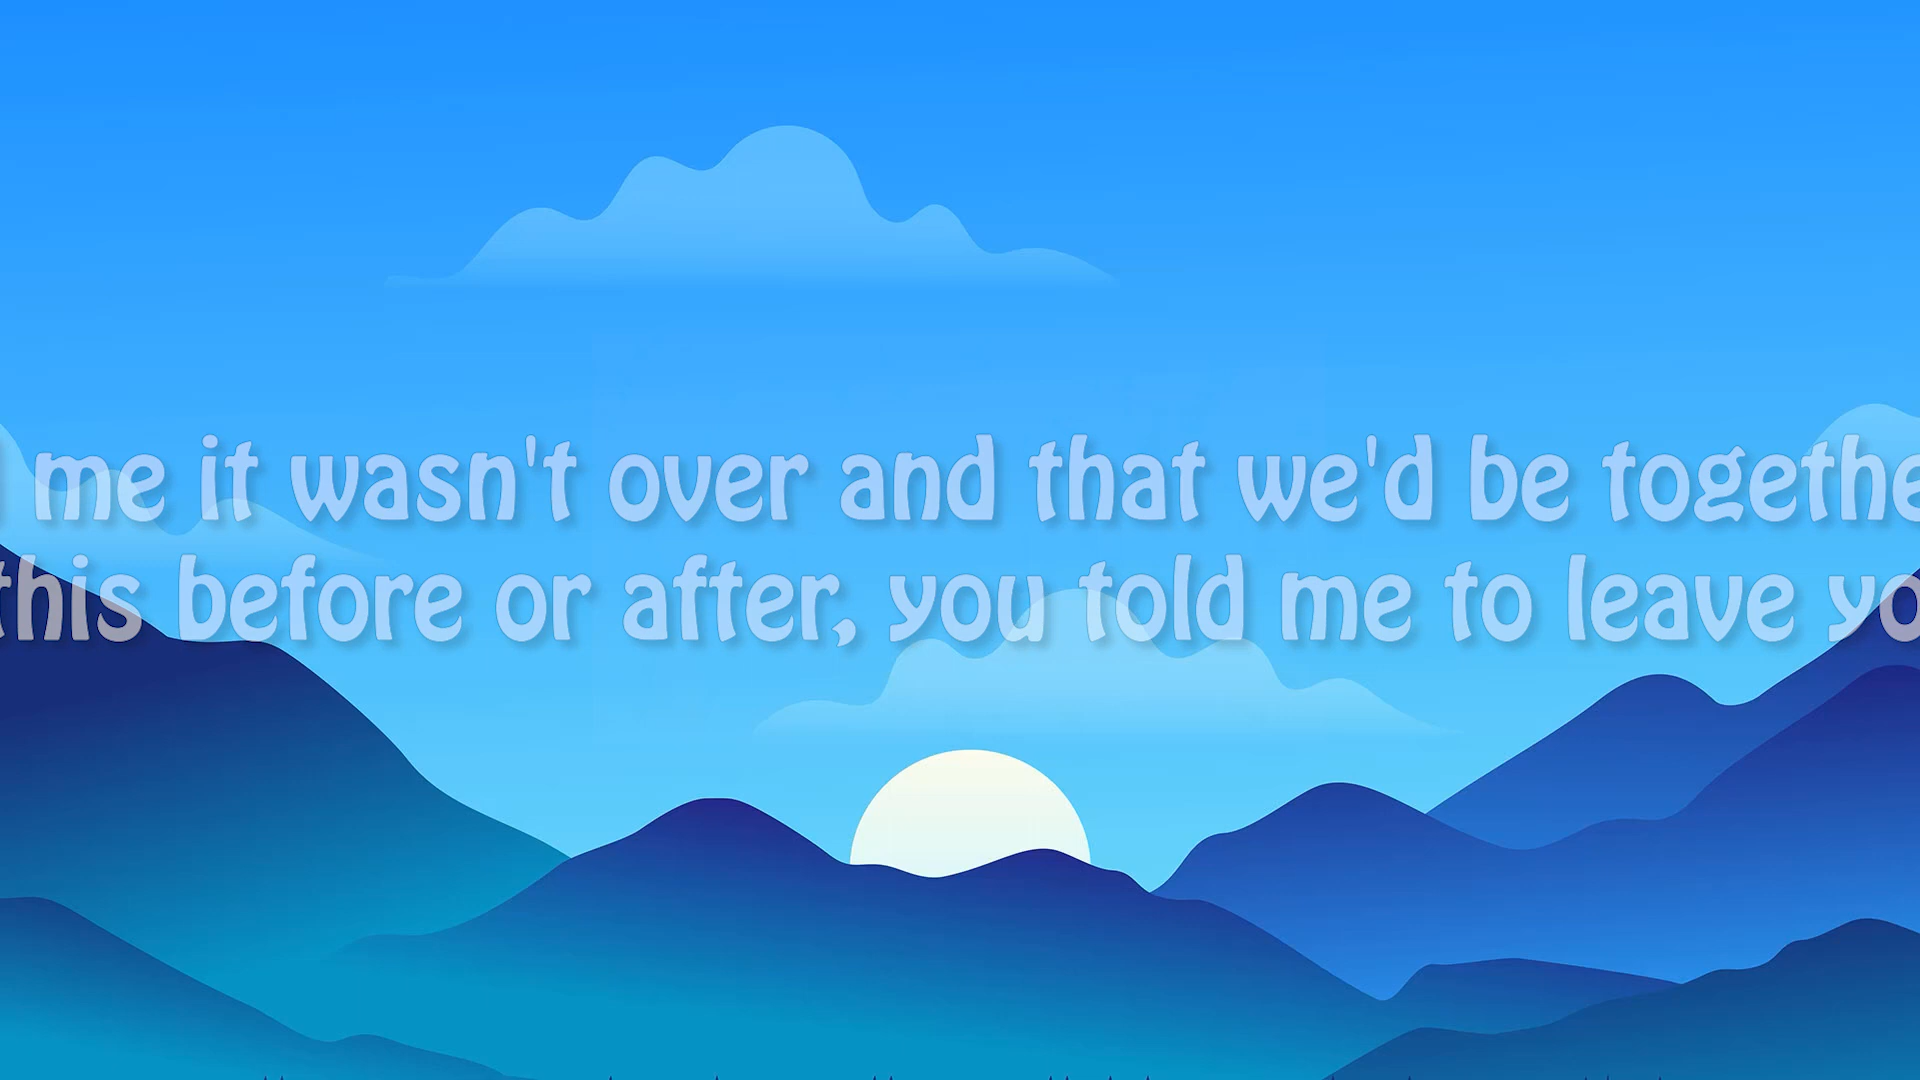 me it wasn't over and that we'd be togethe
this before or after, you told me to leave yo